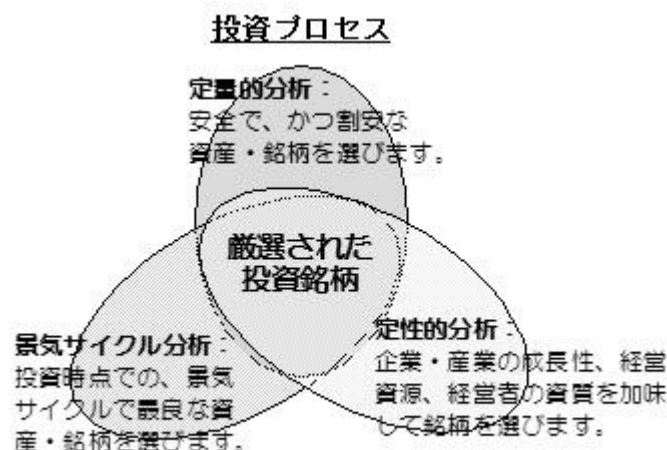 投資プロセス
定量的分析：
安全で、かつ割安な
資産・銘柄を選びます。
厳選された
投資銘柄
景気サイクル分析：
投資時点での、景気
サイクルで最良な資
産・銘柄を選びます。
定性的分析：
企業・産業の成長性、経営
資源、経営者の資質を加味
して銘柄を選びます。